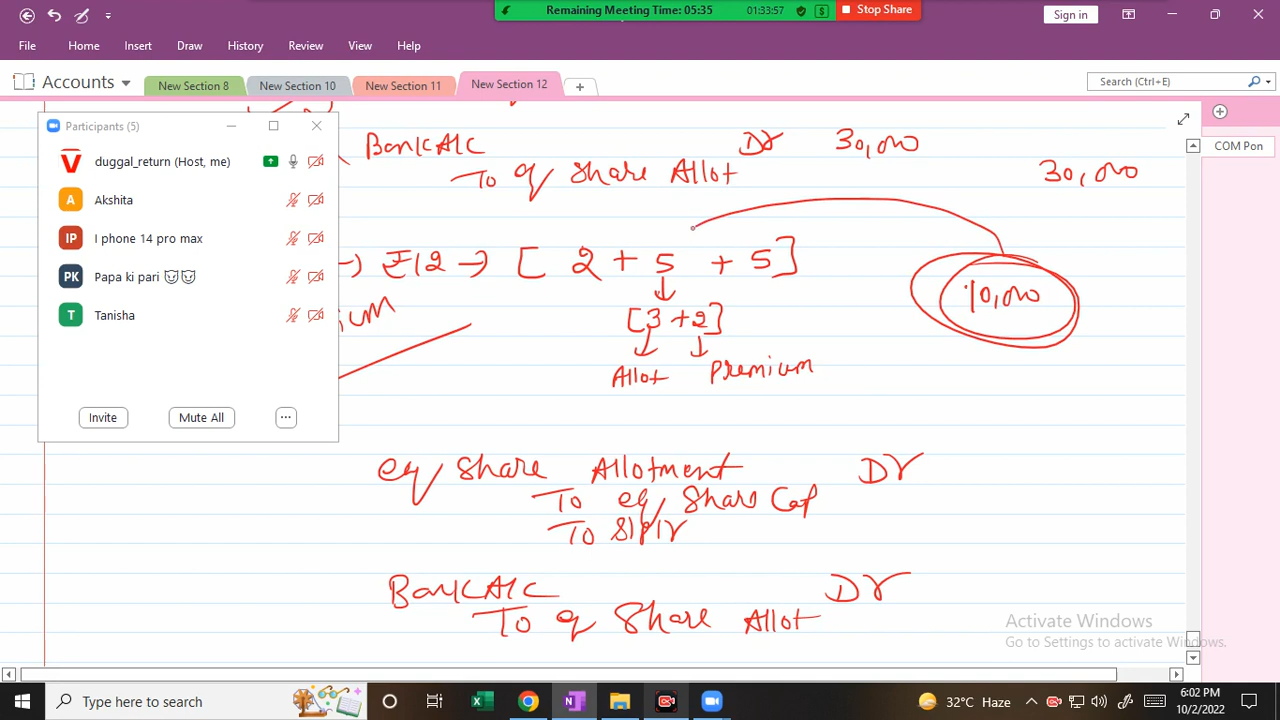 Remaining Meeting Time: 05:35
01:33:57
$
Stop Share
Sign in
File Home Insert Draw History Review View Help
Accounts
New Section 8
New Section 10
New Section 11
New Section 12
Search (Ctrl+E)
COM Pon
Participants (5)
duggal_return (Host, me)
A Akshita
IP I phone 14 pro max
PK Papa ki pari 😼😼
T Tanisha
Invite
Mute All
Bank A/C Dr 30,000
To eq Share Allot 30,000
→ ₹12 → [ 2 + 5 + 5 ]
10,000
[3 + 2]
Allot Premium
eq Share Allotment Dr
To eq Share Cap
To S/P/r
Bank A/C Dr
To eq Share Allot
Activate Windows
Go to Settings to activate Windows.
Type here to search
32°C Haze
6:02 PM
10/2/2022